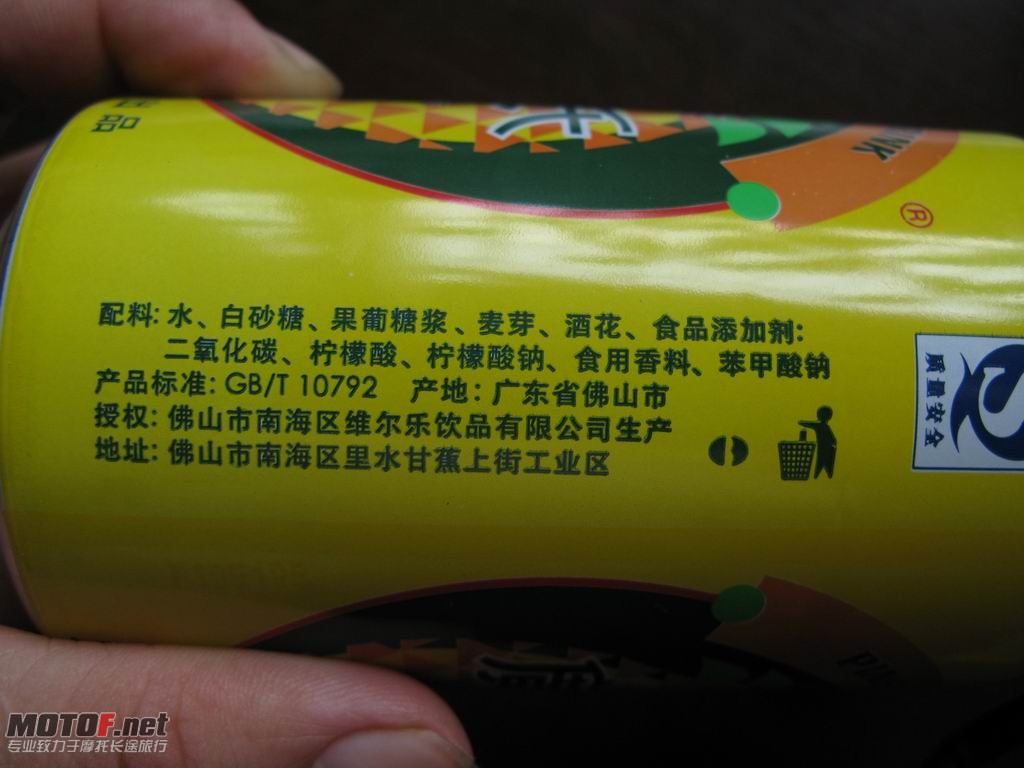 品
NK
®
配料: 水、白砂糖、果葡糖浆、麦芽、酒花、食品添加剂:
二氧化碳、柠檬酸、柠檬酸钠、食用香料、苯甲酸钠
产品标准: GB/T 10792 产地: 广东省佛山市
授权: 佛山市南海区维尔乐饮品有限公司生产
地址: 佛山市南海区里水甘蕉上街工业区
质量安全
MOTOF.net
专业致力于摩托长途旅行